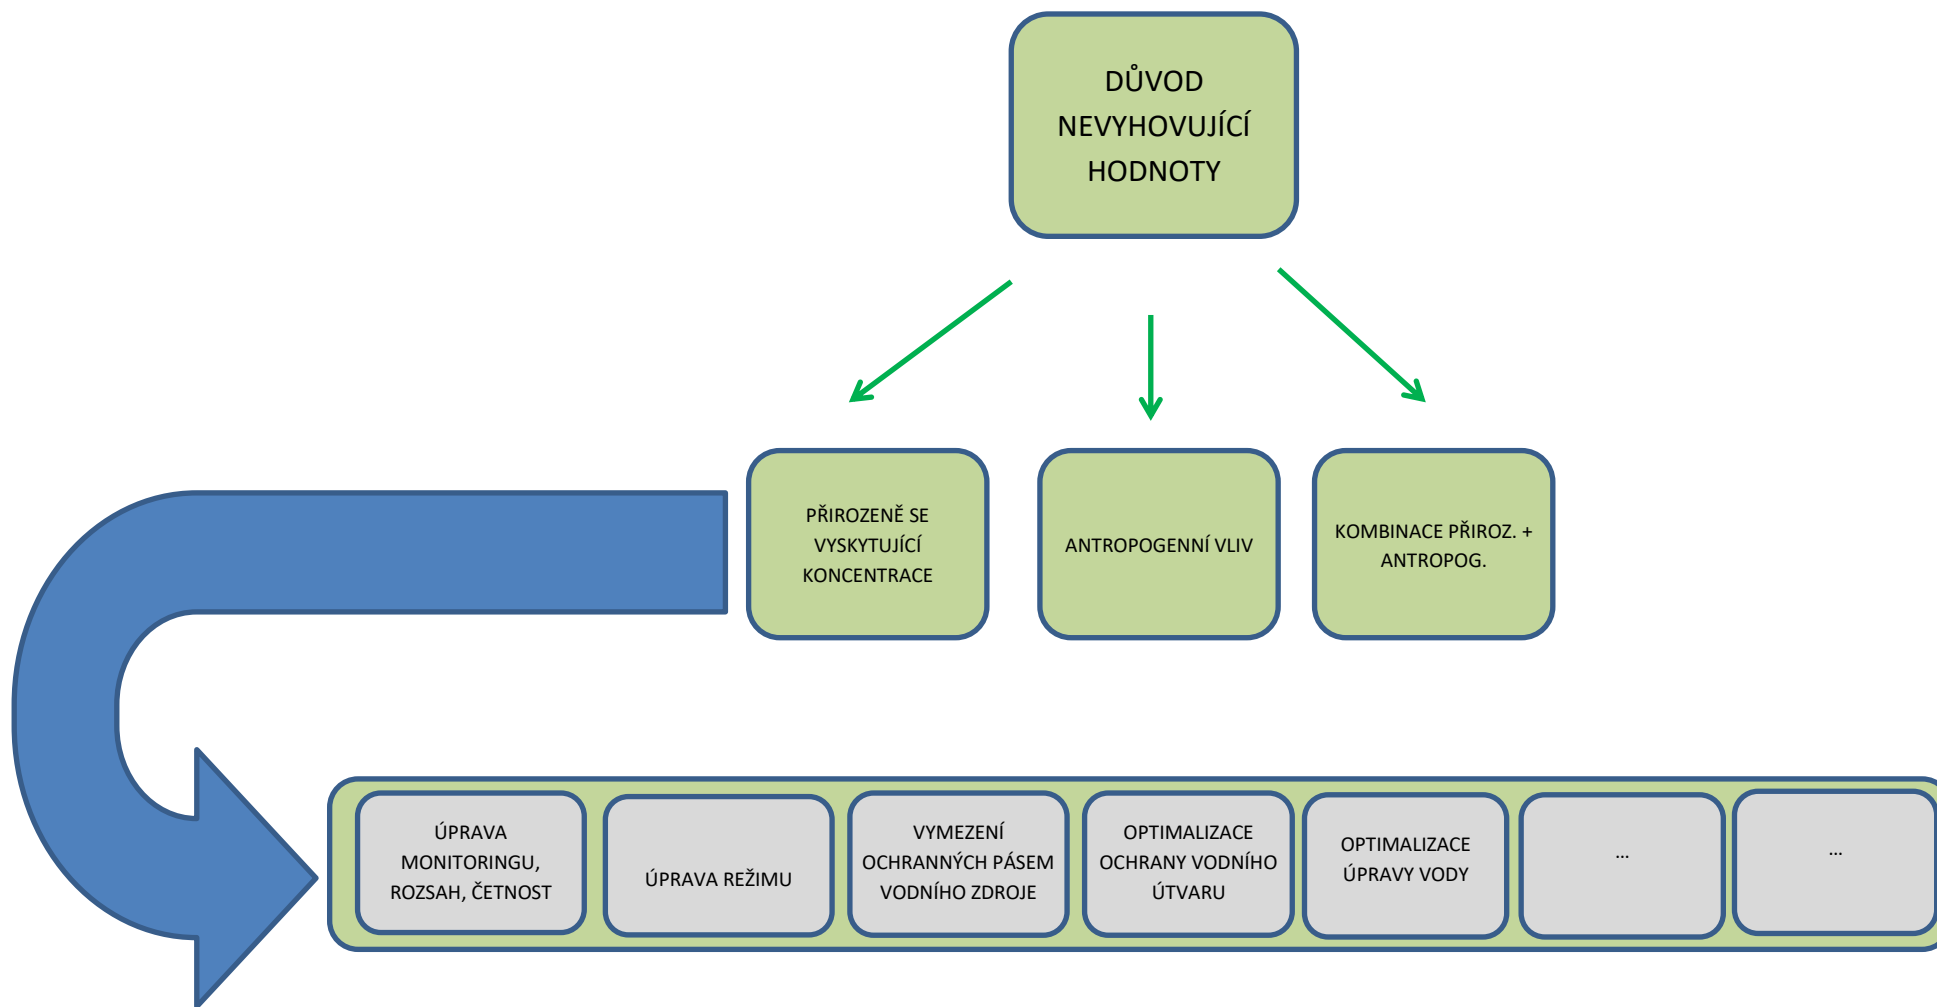 DŮVOD
NEVYHOVUJÍCÍ
HODNOTY
PŘIROZENĚ SE
VYSKYTUJÍCÍ
KONCENTRACE
ANTROPOGENNÍ VLIV
KOMBINACE PŘIROZ. +
ANTROPOG.
ÚPRAVA
MONITORINGU,
ROZSAH, ČETNOST
ÚPRAVA REŽIMU
VYMEZENÍ
OCHRANNÝCH PÁSEM
VODNÍHO ZDROJE
OPTIMALIZACE
OCHRANY VODNÍHO
ÚTVARU
OPTIMALIZACE
ÚPRAVY VODY
...
...